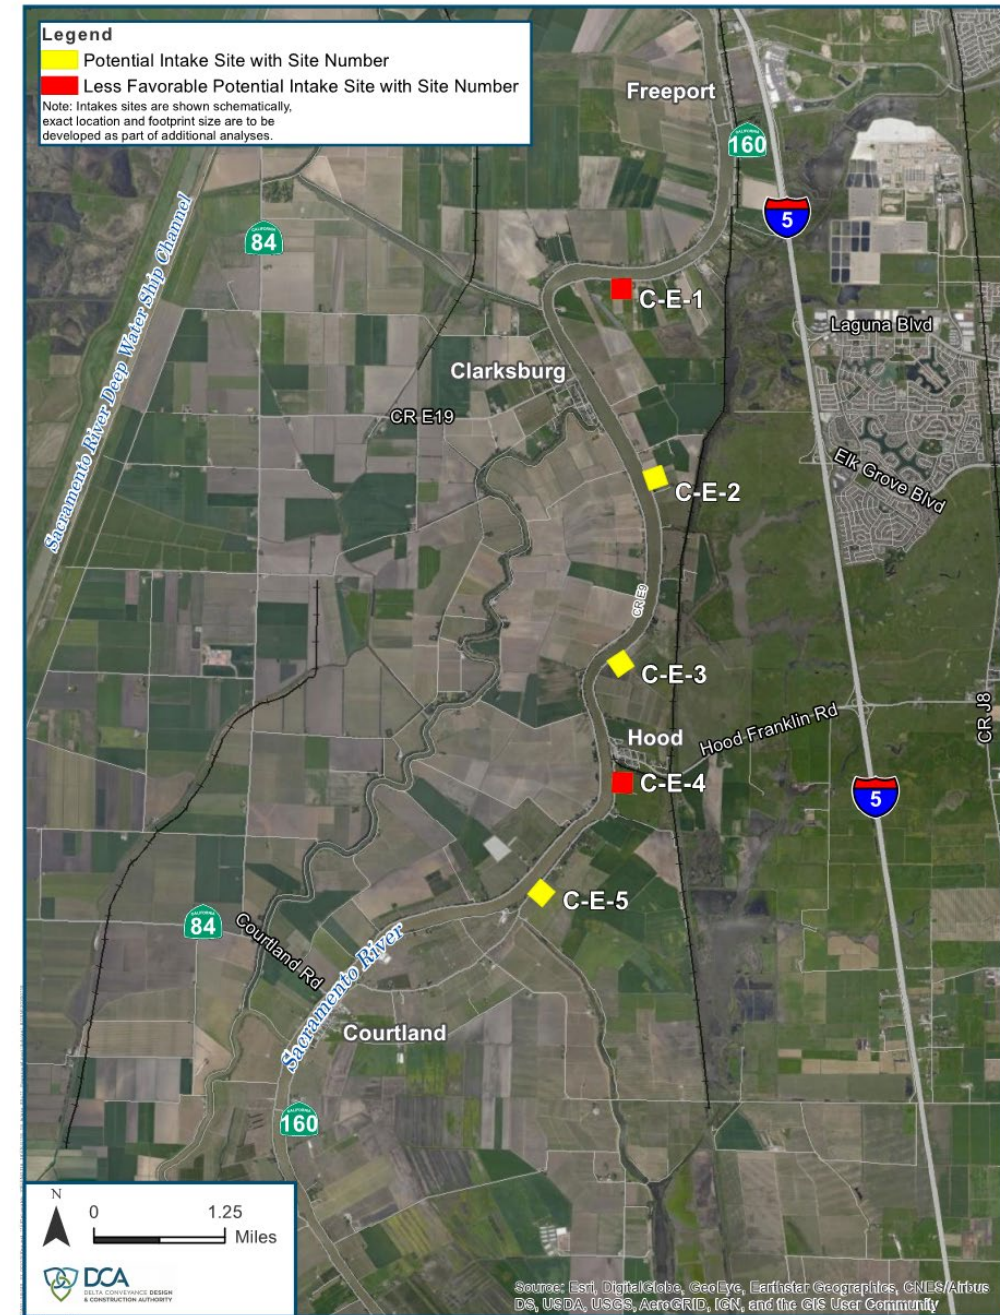 Legend
Potential Intake Site with Site Number
Less Favorable Potential Intake Site with Site Number
Note: Intakes sites are shown schematically,
exact location and footprint size are to be
developed as part of additional analyses.
Freeport
CALIFORNIA
160
5
CALIFORNIA
84
Sacramento River Deep Water Ship Channel
C-E-1
Laguna Blvd
Clarksburg
CR E19
Elk Grove Blvd
C-E-2
CR E9
C-E-3
Hood
Hood Franklin Rd
CR J8
C-E-4
5
C-E-5
CALIFORNIA
84
Courtland Rd
Sacramento River
Courtland
CALIFORNIA
160
N
0 1.25
Miles
DCA
DELTA CONVEYANCE DESIGN
& CONSTRUCTION AUTHORITY
Source: Esri, DigitalGlobe, GeoEye, Earthstar Geographics, CNES/Airbus
DS, USDA, USGS, AeroGRID, IGN, and the GIS User Community